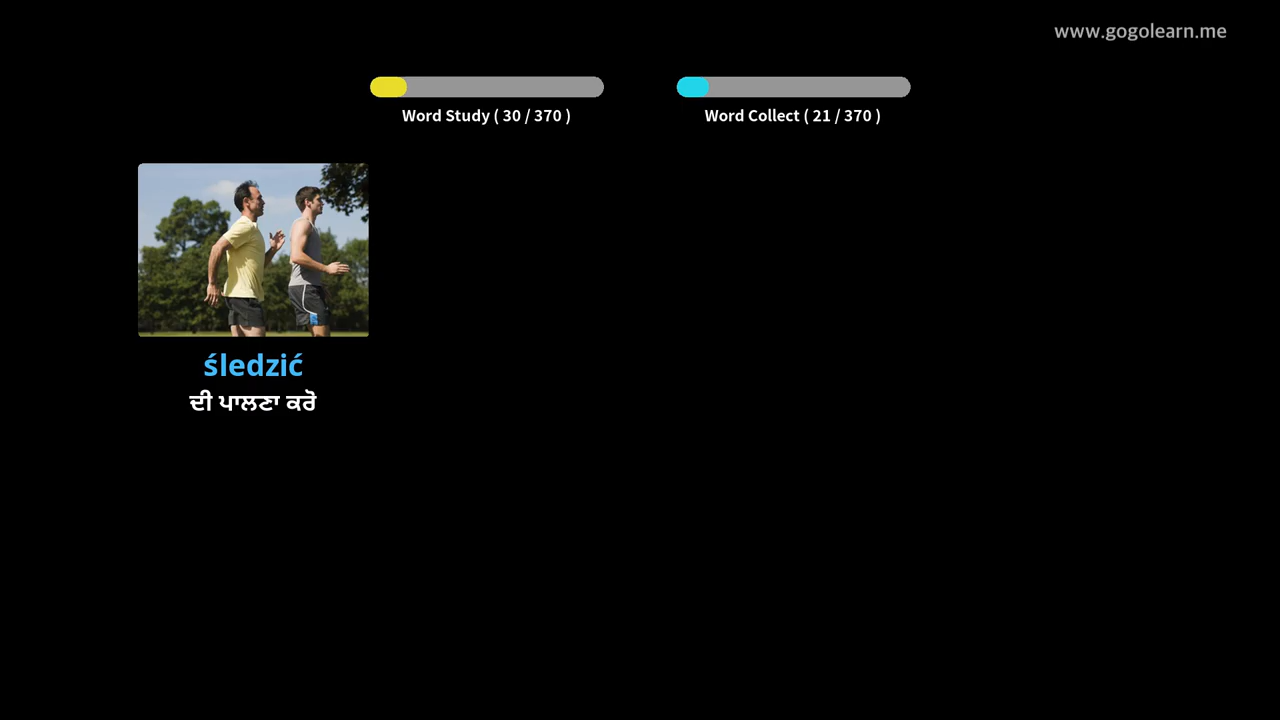 www.gogolearn.me
Word Study ( 30 / 370 )
Word Collect ( 21 / 370 )
śledzić
ਦੀ ਪਾਲਣਾ ਕਰੋ